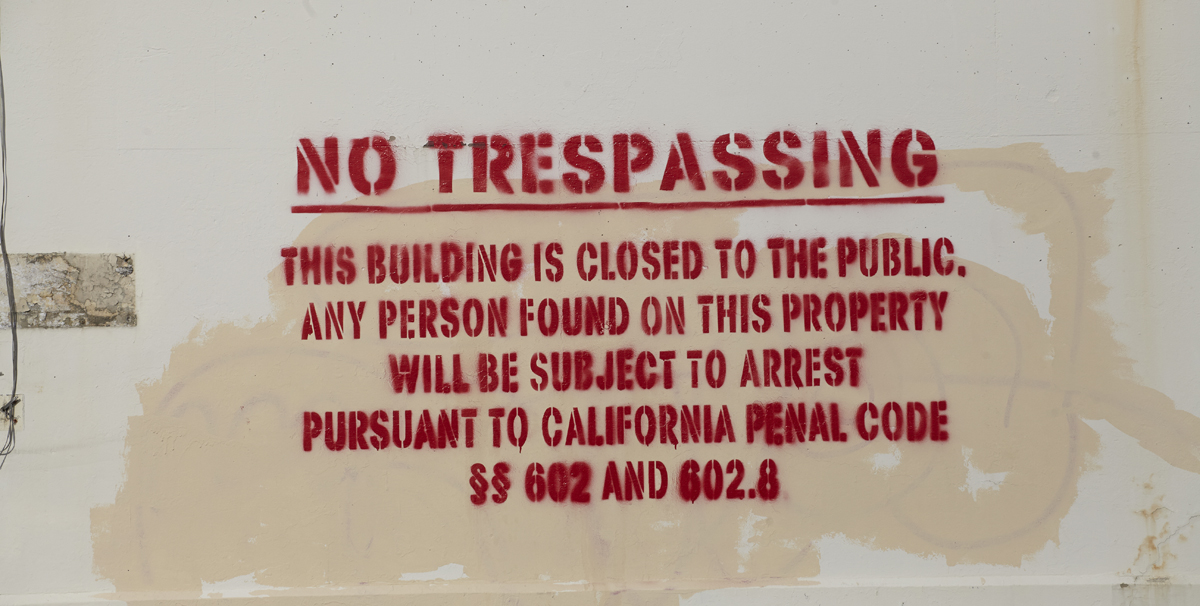 NO TRESPASSING
THIS BUILDING IS CLOSED TO THE PUBLIC.
ANY PERSON FOUND ON THIS PROPERTY
WILL BE SUBJECT TO ARREST
PURSUANT TO CALIFORNIA PENAL CODE
§§ 602 AND 602.8